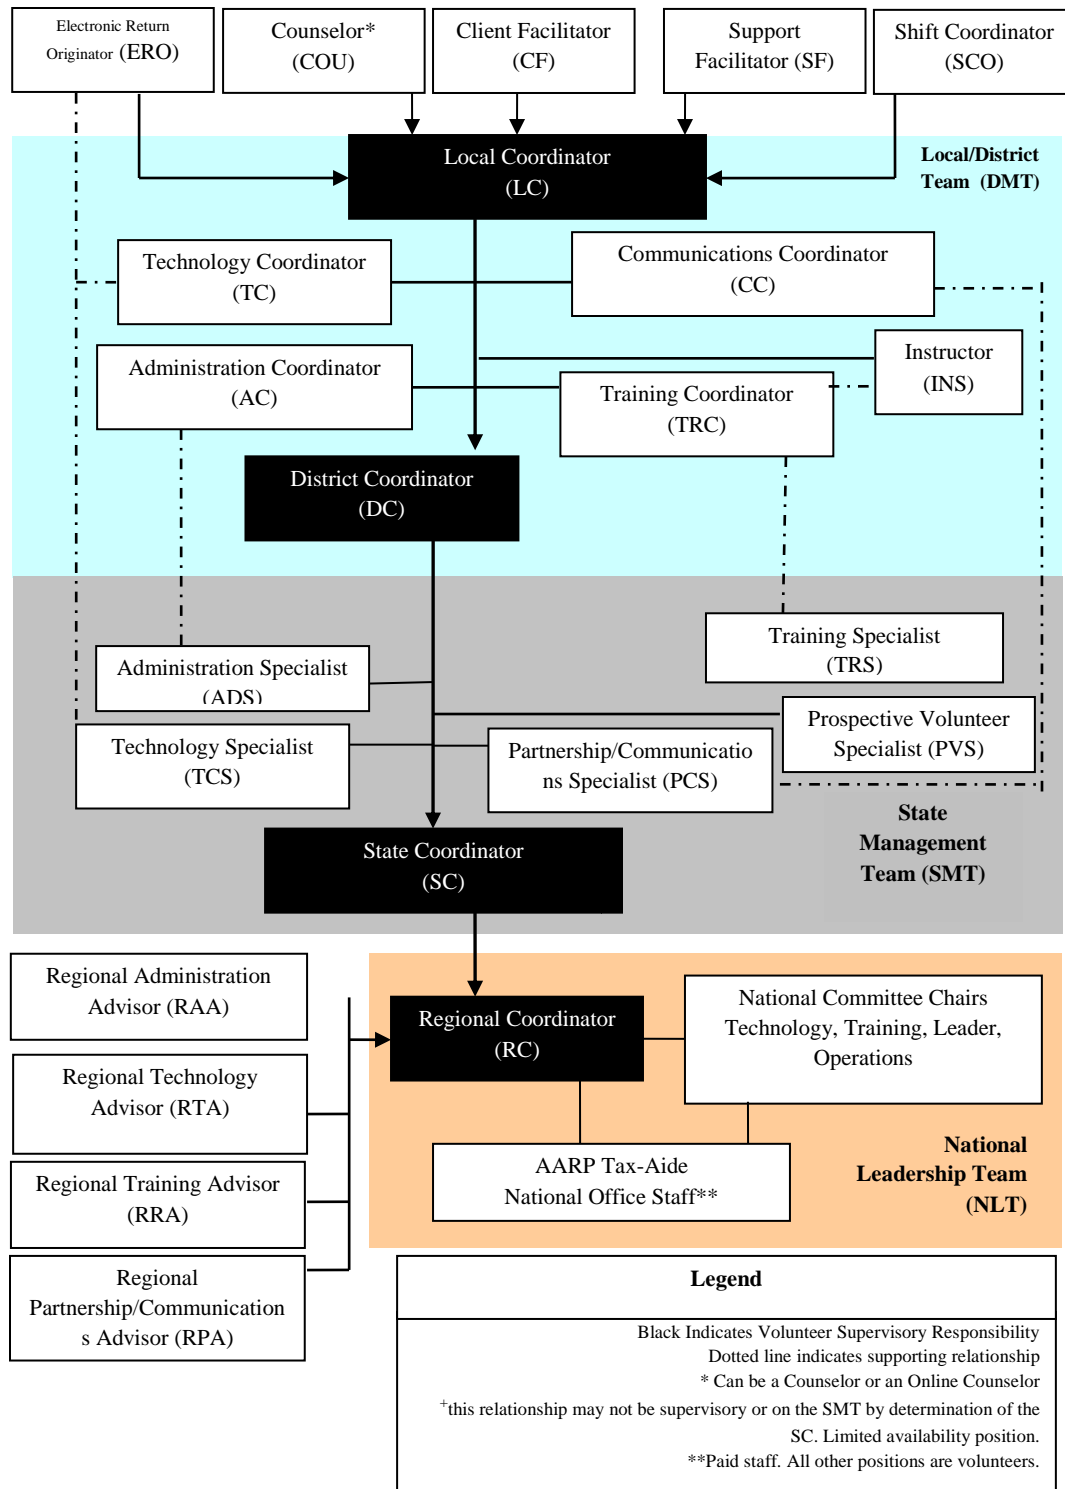 Electronic Return
Originator (ERO)
Counselor*
(COU)
Client Facilitator
(CF)
Support
Facilitator (SF)
Shift Coordinator
(SCO)
Local Coordinator
(LC)
Local/District
Team (DMT)
Technology Coordinator
(TC)
Communications Coordinator
(CC)
Administration Coordinator
(AC)
Training Coordinator
(TRC)
Instructor
(INS)
District Coordinator
(DC)
Training Specialist
(TRS)
Administration Specialist
(ADS)
Prospective Volunteer
Specialist (PVS)
Technology Specialist
(TCS)
Partnership/Communicatio
ns Specialist (PCS)
State
Management
Team (SMT)
State Coordinator
(SC)
Regional Administration
Advisor (RAA)
Regional Coordinator
(RC)
National Committee Chairs
Technology, Training, Leader,
Operations
Regional Technology
Advisor (RTA)
AARP Tax-Aide
National Office Staff**
National
Leadership Team
(NLT)
Regional Training Advisor
(RRA)
Regional
Partnership/Communication
s Advisor (RPA)
Legend
Black Indicates Volunteer Supervisory Responsibility
Dotted line indicates supporting relationship
* Can be a Counselor or an Online Counselor
+this relationship may not be supervisory or on the SMT by determination of the
SC. Limited availability position.
**Paid staff. All other positions are volunteers.